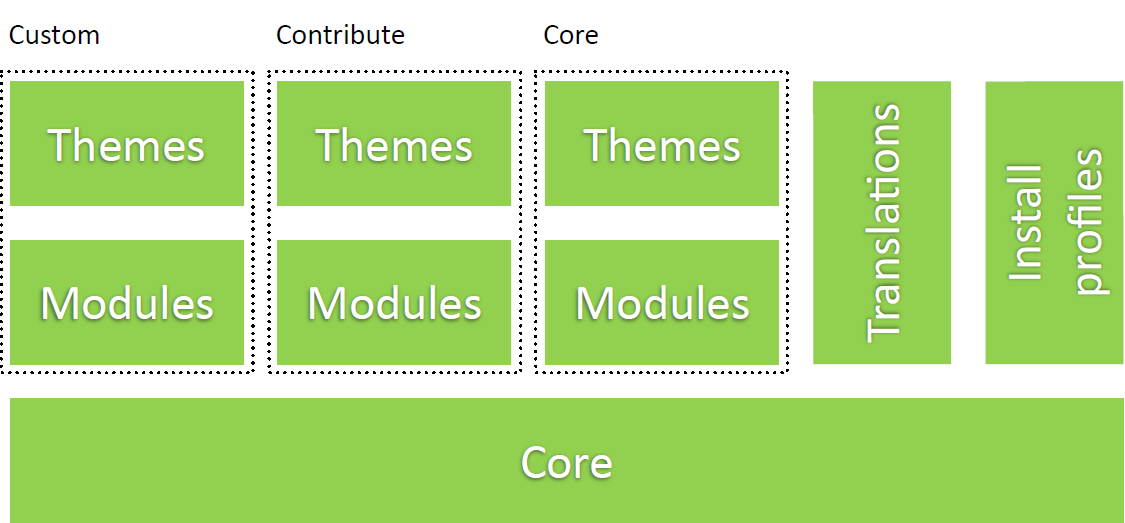 Custom
Contribute
Core
Themes
Themes
Themes
Modules
Modules
Modules
Translations
Install
profiles
Core